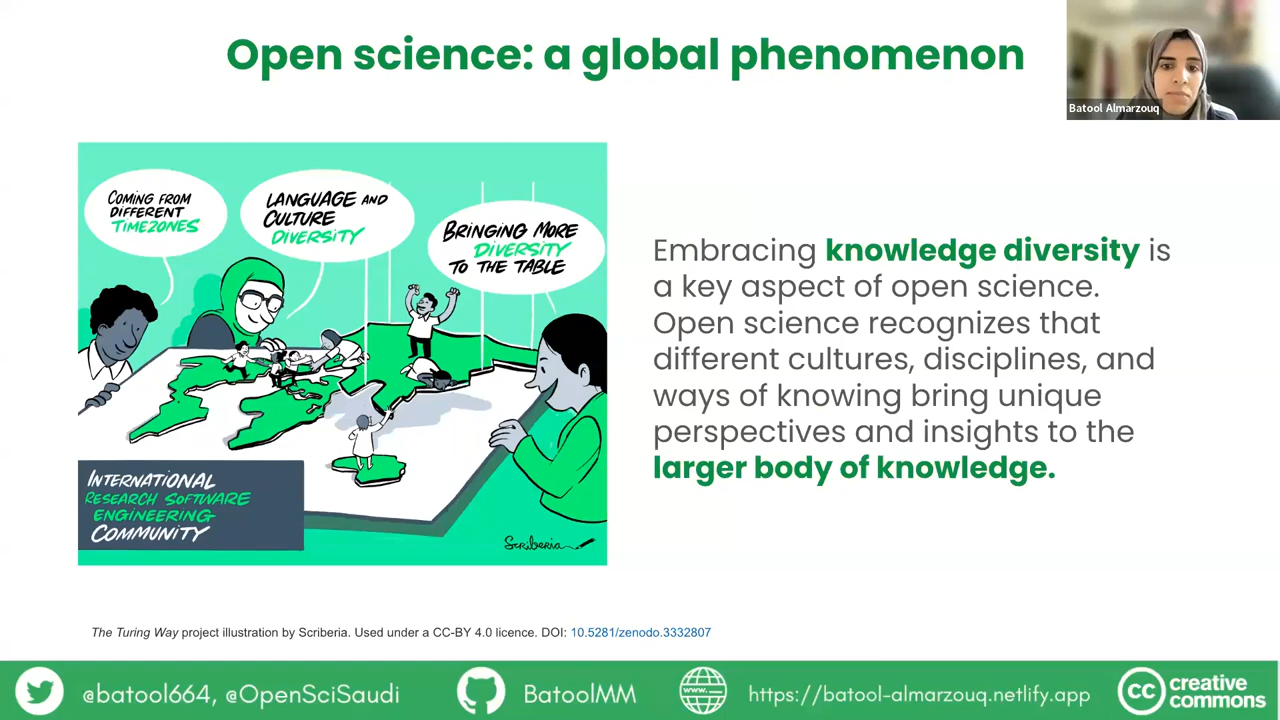 Open science: a global phenomenon
Batool Almarzouq
COMING FROM
DIFFERENT
TIMEZONES
LANGUAGE AND
CULTURE
DIVERSITY
BRINGING MORE
DIVERSITY
TO THE TABLE
INTERNATIONAL
RESEARCH SOFTWARE
ENGINEERING
COMMUNITY
Scriberia
Embracing knowledge diversity is
a key aspect of open science.
Open science recognizes that
different cultures, disciplines, and
ways of knowing bring unique
perspectives and insights to the
larger body of knowledge.
The Turing Way project illustration by Scriberia. Used under a CC-BY 4.0 licence. DOI: 10.5281/zenodo.3332807
@batool664, @OpenSciSaudi
BatoolMM
www
https://batool-almarzouq.netlify.app
cc
creative
commons